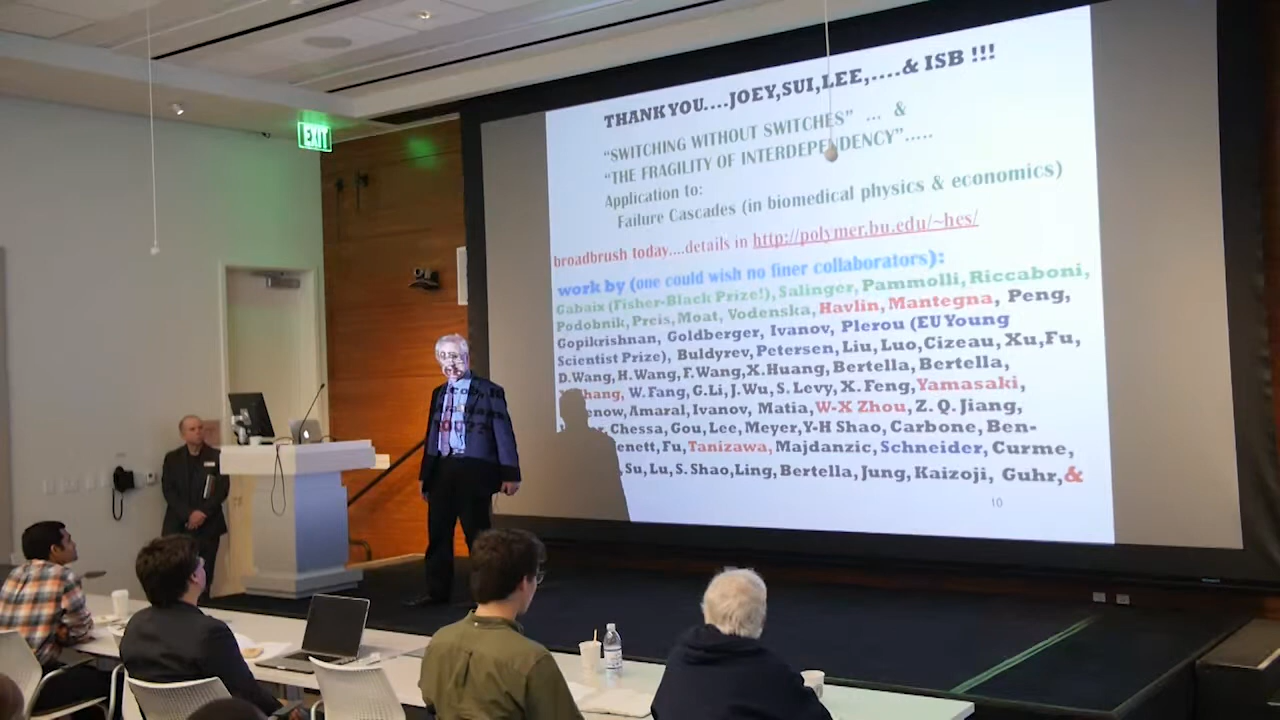 EXIT
THANK YOU....JOEY,SUI,LEE,....& ISB !!!
"SWITCHING WITHOUT SWITCHES" ... &
"THE FRAGILITY OF INTERDEPENDENCY".....
Application to:
Failure Cascades (in biomedical physics & economics)
broadbrush today....details in http://polymer.bu.edu/~hes/
work by (one could wish no finer collaborators):
Gabaix (Fisher-Black Prize!), Salinger, Pammolli, Riccaboni,
Podobnik, Preis, Moat, Vodenska, Havlin, Mantegna, Peng,
Gopikrishnan, Goldberger, Ivanov, Plerou (EU Young
Scientist Prize), Buldyrev, Petersen, Liu, Luo, Cizeau, Xu, Fu,
D.Wang, H.Wang, F.Wang, X.Huang, Bertella, Bertella,
W.Fang, G.Li, J.Wu, S.Levy, X.Feng, Yamasaki,
Amaral, Ivanov, Matia, W-X Zhou, Z. Q. Jiang,
Chessa, Gou, Lee, Meyer, Y-H Shao, Carbone, Ben-
Fu, Tanizawa, Majdanzic, Schneider, Curme,
Su, Lu, S. Shao, Ling, Bertella, Jung, Kaizoji, Guhr, &
10